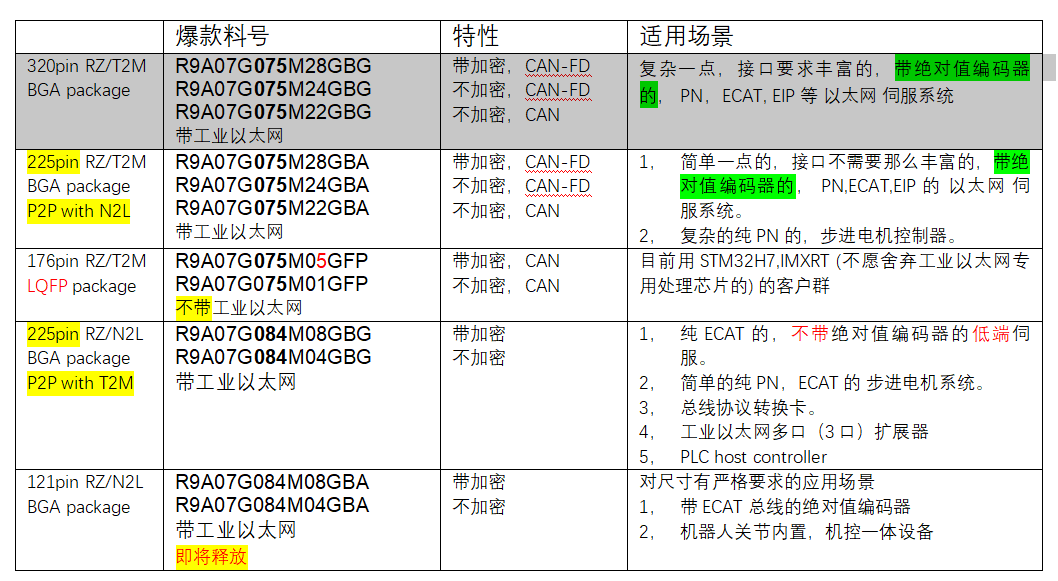 爆款料号
特性
适用场景
320pin RZ/T2M
BGA package
R9A07G075M28GBG
R9A07G075M24GBG
R9A07G075M22GBG
带工业以太网
带加密，CAN-FD
不加密，CAN-FD
不加密，CAN
复杂一点，接口要求丰富的，带绝对值编码器
的， PN，ECAT, EIP 等 以太网 伺服系统
225pin RZ/T2M
BGA package
P2P with N2L
R9A07G075M28GBA
R9A07G075M24GBA
R9A07G075M22GBA
带工业以太网
带加密，CAN-FD
不加密，CAN-FD
不加密，CAN
1， 简单一点的，接口不需要那么丰富的，带绝
对值编码器的， PN,ECAT,EIP 的 以太网 伺
服系统。
2， 复杂的纯 PN 的，步进电机控制器。
176pin RZ/T2M
LQFP package
R9A07G075M05GFP
R9A07G075M01GFP
不带工业以太网
带加密，CAN
不加密，CAN
目前用 STM32H7,IMXRT (不愿舍弃工业以太网专
用处理芯片的) 的客户群
225pin RZ/N2L
BGA package
P2P with T2M
R9A07G084M08GBG
R9A07G084M04GBG
带工业以太网
带加密
不加密
1， 纯 ECAT 的，不带绝对值编码器的低端伺
服。
2， 简单的纯 PN，ECAT 的 步进电机系统。
3， 总线协议转换卡。
4， 工业以太网多口（3 口）扩展器
5， PLC host controller
121pin RZ/N2L
BGA package
R9A07G084M08GBA
R9A07G084M04GBA
带工业以太网
即将释放
带加密
不加密
对尺寸有严格要求的应用场景
1， 带 ECAT 总线的绝对值编码器
2， 机器人关节内置，机控一体设备